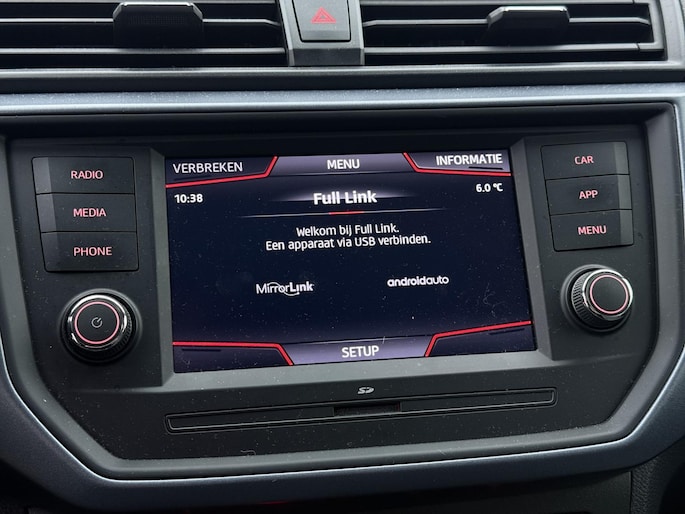 VERBREKEN
MENU
INFORMATIE
RADIO
MEDIA
PHONE
10:38
Full Link
6.0 °C
Welkom bij Full Link.
Een apparaat via USB verbinden.
MirrorLink
androidauto
SETUP
CAR
APP
MENU
SD